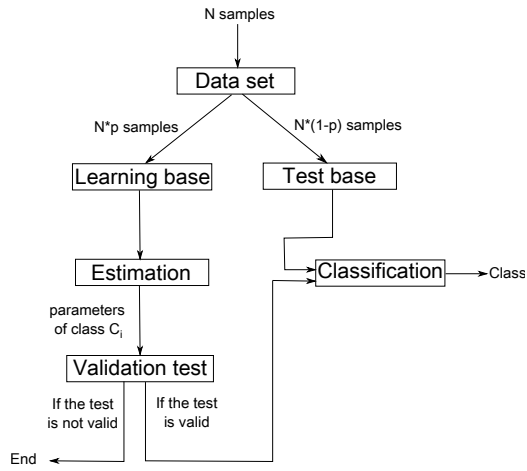 N samples
Data set
N*p samples
N*(1-p) samples
Learning base
Test base
Estimation
Classification
Class
parameters
of class Ci
Validation test
If the test
is not valid
If the test
is valid
End